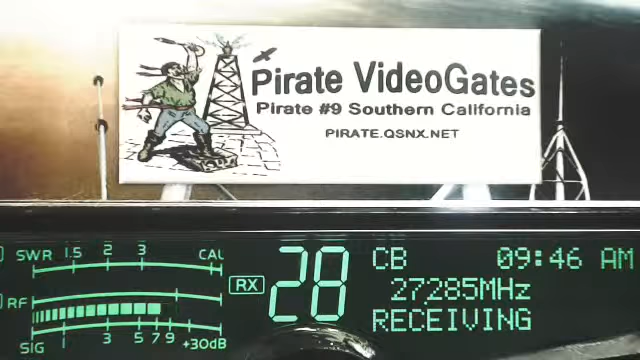 Pirate VideoGates
Pirate #9 Southern California
PIRATE.QSNX.NET
SWR 1.5 2 3 CAL
RX
28
CB 09:46 AM
27285MHz
RECEIVING
RF
SIG 1 3 5 7 9 +30dB